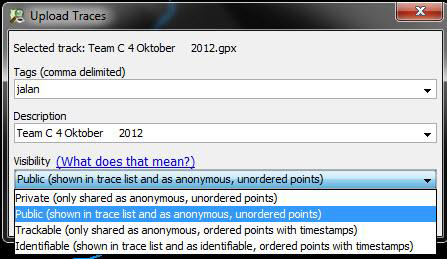 Upload Traces
Selected track: Team C 4 Oktober 2012.gpx
Tags (comma delimited)
jalan
Description
Team C 4 Oktober 2012
Visibility (What does that mean?)
Public (shown in trace list and as anonymous, unordered points)
Private (only shared as anonymous, unordered points)
Public (shown in trace list and as anonymous, unordered points)
Trackable (only shared as anonymous, ordered points with timestamps)
Identifiable (shown in trace list and as identifiable, ordered points with timestamps)